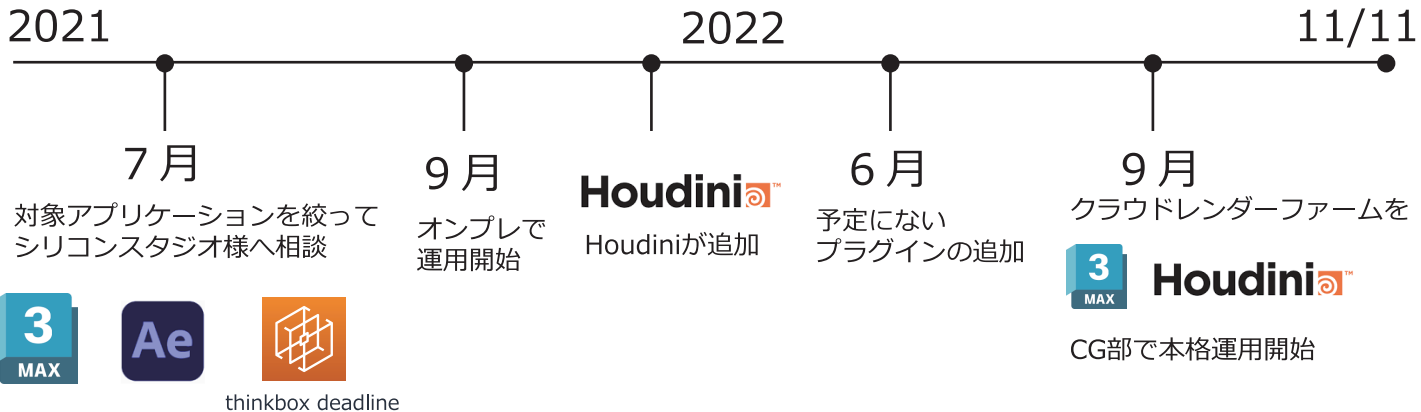 2021
2022
11/11
7月
対象アプリケーションを絞って
シリコンスタジオ様へ相談
3
MAX
Ae
thinkbox deadline
9月
オンプレで
運用開始
Houdini™
Houdiniが追加
6月
予定にない
プラグインの追加
9月
クラウドレンダーファームを
3
MAX
Houdini™
CG部で本格運用開始